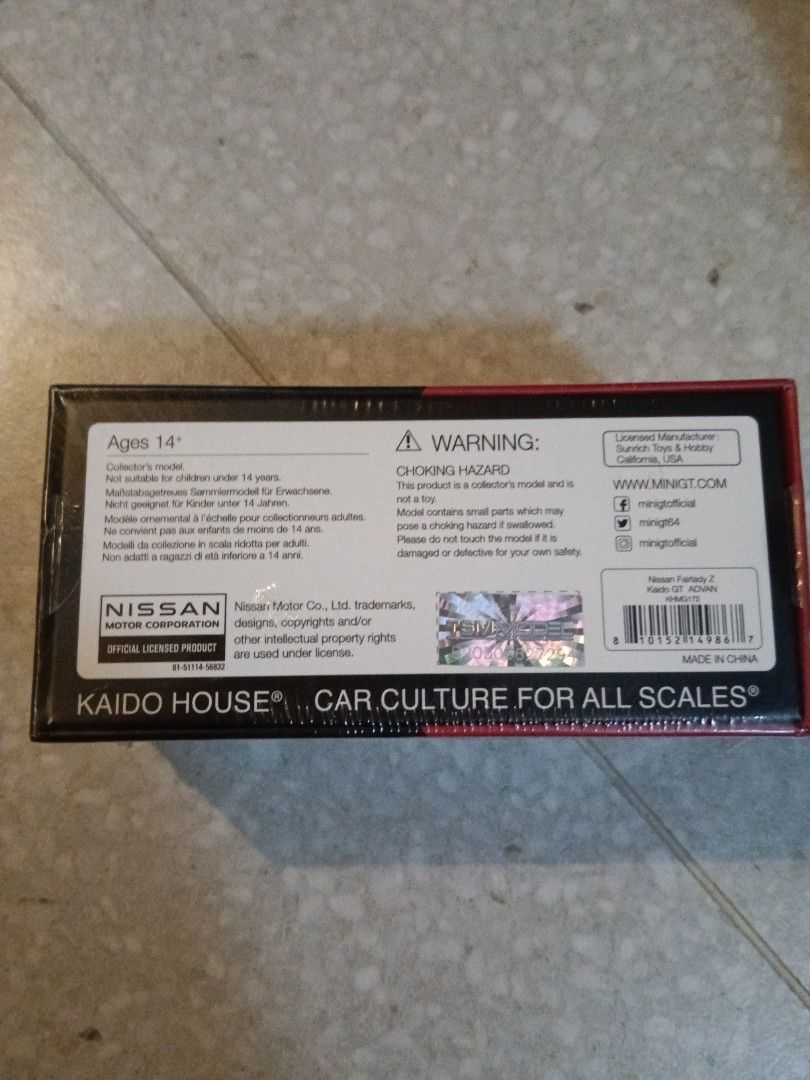 Ages 14+
Collector's model.
Not suitable for children under 14 years.
Maßstabsgetreues Sammlermodell für Erwachsene.
Nicht geeignet für Kinder unter 14 Jahren.
Modèle ornemental à l'échelle pour collectionneurs adultes.
Ne convient pas aux enfants de moins de 14 ans.
Modelli da collezione in scala ridotta per adulti.
Non adatti a ragazzi di età inferiore a 14 anni.
NISSAN
MOTOR CORPORATION
OFFICIAL LICENSED PRODUCT
81-51114-56832
Nissan Motor Co., Ltd. trademarks,
designs, copyrights and/or
other intellectual property rights
are used under license.
WARNING:
CHOKING HAZARD
This product is a collector's model and is
not a toy.
Model contains small parts which may
pose a choking hazard if swallowed.
Please do not touch the model if it is
damaged or defective for your own safety.
TSM MODEL
Licensed Manufacturer:
Sunrich Toys & Hobby
California, USA
WWW.MINIGT.COM
minigtofficial
minigt64
minigtofficial
Nissan Fairlady Z
Kaido GT ADVAN
KHMG172
8 10152 14986 7
MADE IN CHINA
KAIDO HOUSE® CAR CULTURE FOR ALL SCALES®